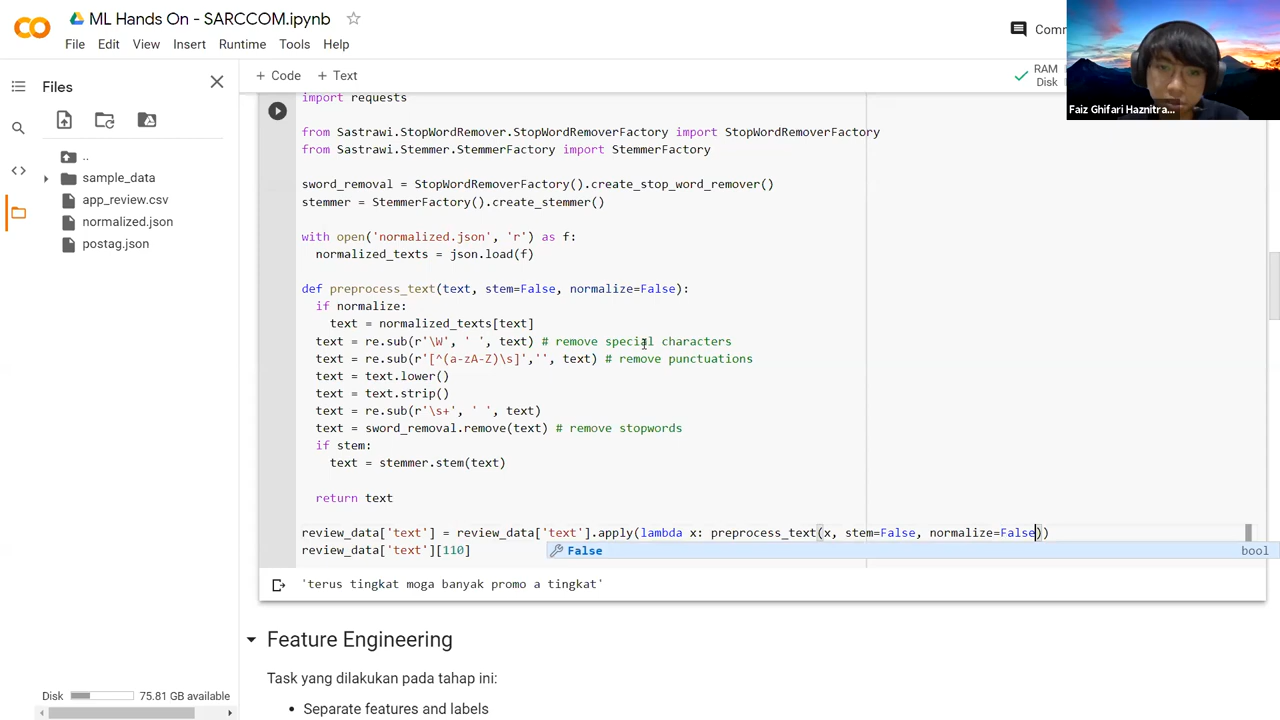 ML Hands On - SARCCOM.ipynb
File Edit View Insert Runtime Tools Help
Faiz Ghifari Haznitra...
Files
+ Code + Text
RAM
Disk
..
sample_data
app_review.csv
normalized.json
postag.json
import requests
from Sastrawi.StopWordRemover.StopWordRemoverFactory import StopWordRemoverFactory
from Sastrawi.Stemmer.StemmerFactory import StemmerFactory
sword_removal = StopWordRemoverFactory().create_stop_word_remover()
stemmer = StemmerFactory().create_stemmer()
with open('normalized.json', 'r') as f:
normalized_texts = json.load(f)
def preprocess_text(text, stem=False, normalize=False):
if normalize:
text = normalized_texts[text]
text = re.sub(r'\W', ' ', text) # remove special characters
text = re.sub(r'[^(a-zA-Z)\s]','', text) # remove punctuations
text = text.lower()
text = text.strip()
text = re.sub(r'\s+', ' ', text)
text = sword_removal.remove(text) # remove stopwords
if stem:
text = stemmer.stem(text)
return text
review_data['text'] = review_data['text'].apply(lambda x: preprocess_text(x, stem=False, normalize=False))
review_data['text'][110]
False bool
'terus tingkat moga banyak promo a tingkat'
Feature Engineering
Task yang dilakukan pada tahap ini:
• Separate features and labels
Disk 75.81 GB available